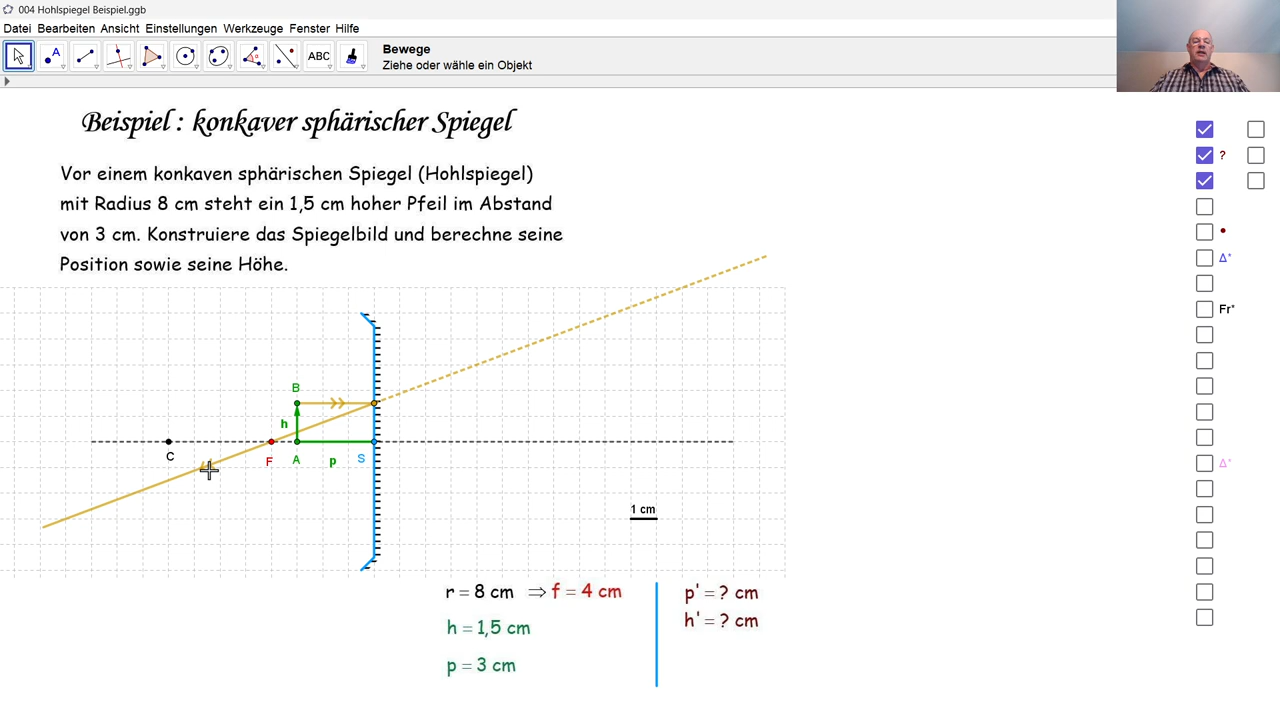 004 Hohlspiegel Beispiel.ggb
Datei Bearbeiten Ansicht Einstellungen Werkzeuge Fenster Hilfe
A
ABC
Bewege
Ziehe oder wähle ein Objekt
Beispiel : konkaver sphärischer Spiegel
Vor einem konkaven sphärischen Spiegel (Hohlspiegel)
mit Radius 8 cm steht ein 1,5 cm hoher Pfeil im Abstand
von 3 cm. Konstruiere das Spiegelbild und berechne seine
Position sowie seine Höhe.
?
Δ*
Fr*
Δ*
B
h
C
F
A
p
S
1 cm
r = 8 cm ⇒ f = 4 cm
h = 1,5 cm
p = 3 cm
p' = ? cm
h' = ? cm